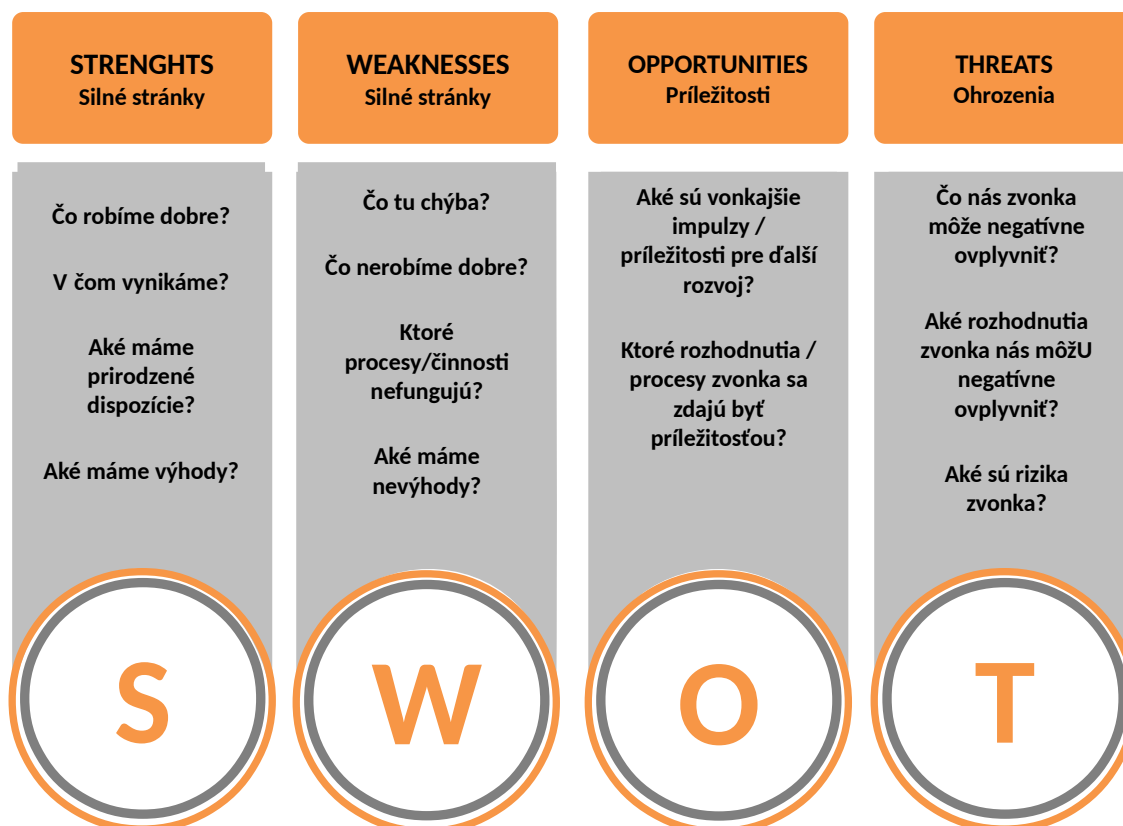 STRENGHTS
Silné stránky
Čo robíme dobre?
V čom vynikáme?
Aké máme
prirodzené
dispozície?
Aké máme výhody?
S
WEAKNESSES
Silné stránky
Čo tu chýba?
Čo nerobíme dobre?
Ktoré
procesy/činnosti
nefungujú?
Aké máme
nevýhody?
W
OPPORTUNITIES
Príležitosti
Aké sú vonkajšie
impulzy /
príležitosti pre ďalší
rozvoj?
Ktoré rozhodnutia /
procesy zvonka sa
zdajú byť
príležitosťou?
O
THREATS
Ohrozenia
Čo nás zvonka
môže negatívne
ovplyvniť?
Aké rozhodnutia
zvonka nás môžU
negatívne
ovplyvniť?
Aké sú rizika
zvonka?
T